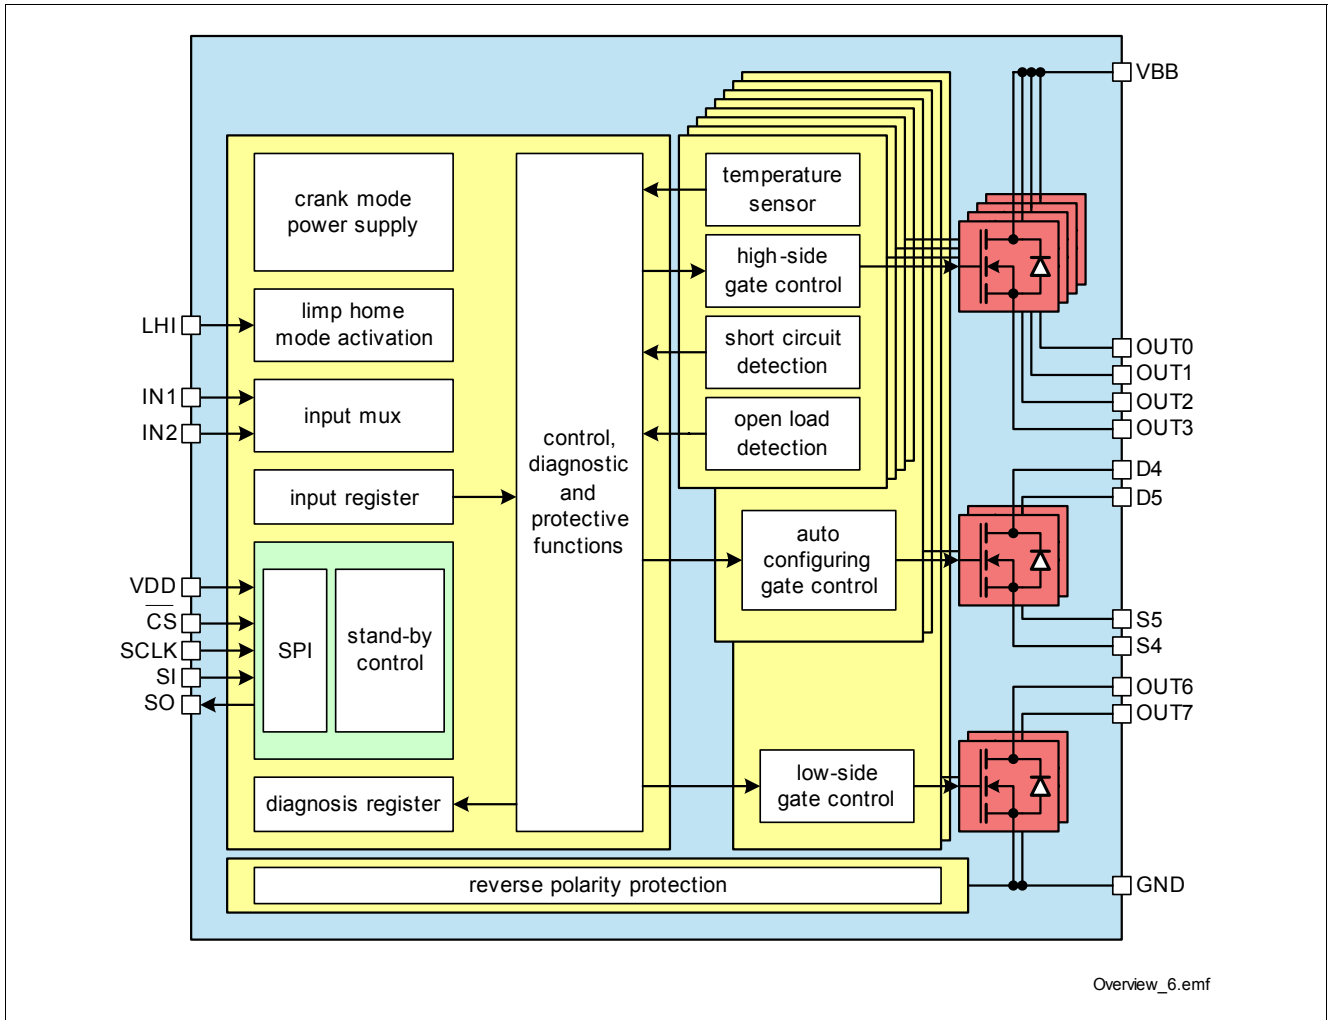 VBB
crank mode
power supply
LHI
limp home
mode activation
IN1
IN2
input mux
input register
VDD
CS
SCLK
SI
SO
SPI
stand-by
control
diagnosis register
control,
diagnostic
and
protective
functions
temperature
sensor
high-side
gate control
short circuit
detection
open load
detection
auto
configuring
gate control
low-side
gate control
OUT0
OUT1
OUT2
OUT3
D4
D5
S5
S4
OUT6
OUT7
reverse polarity protection
GND
Overview_6.emf